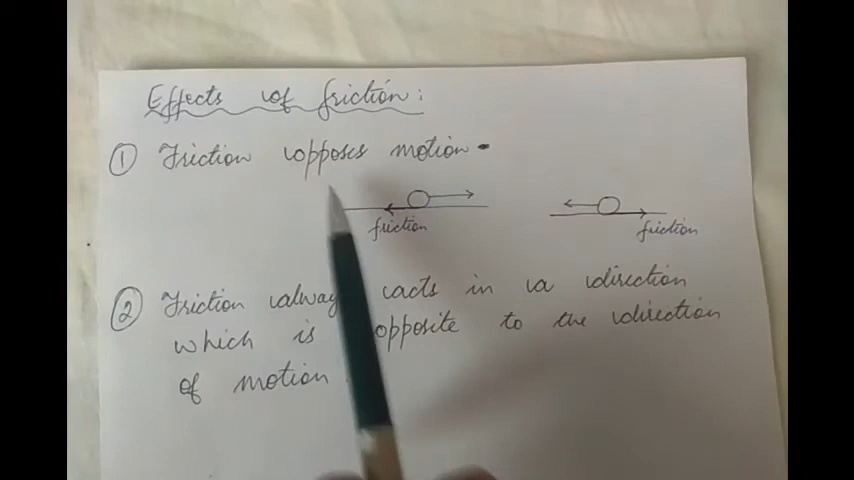 Effects of friction:
① Friction opposes motion.
friction
friction
② Friction always acts in a direction
which is opposite to the direction
of motion